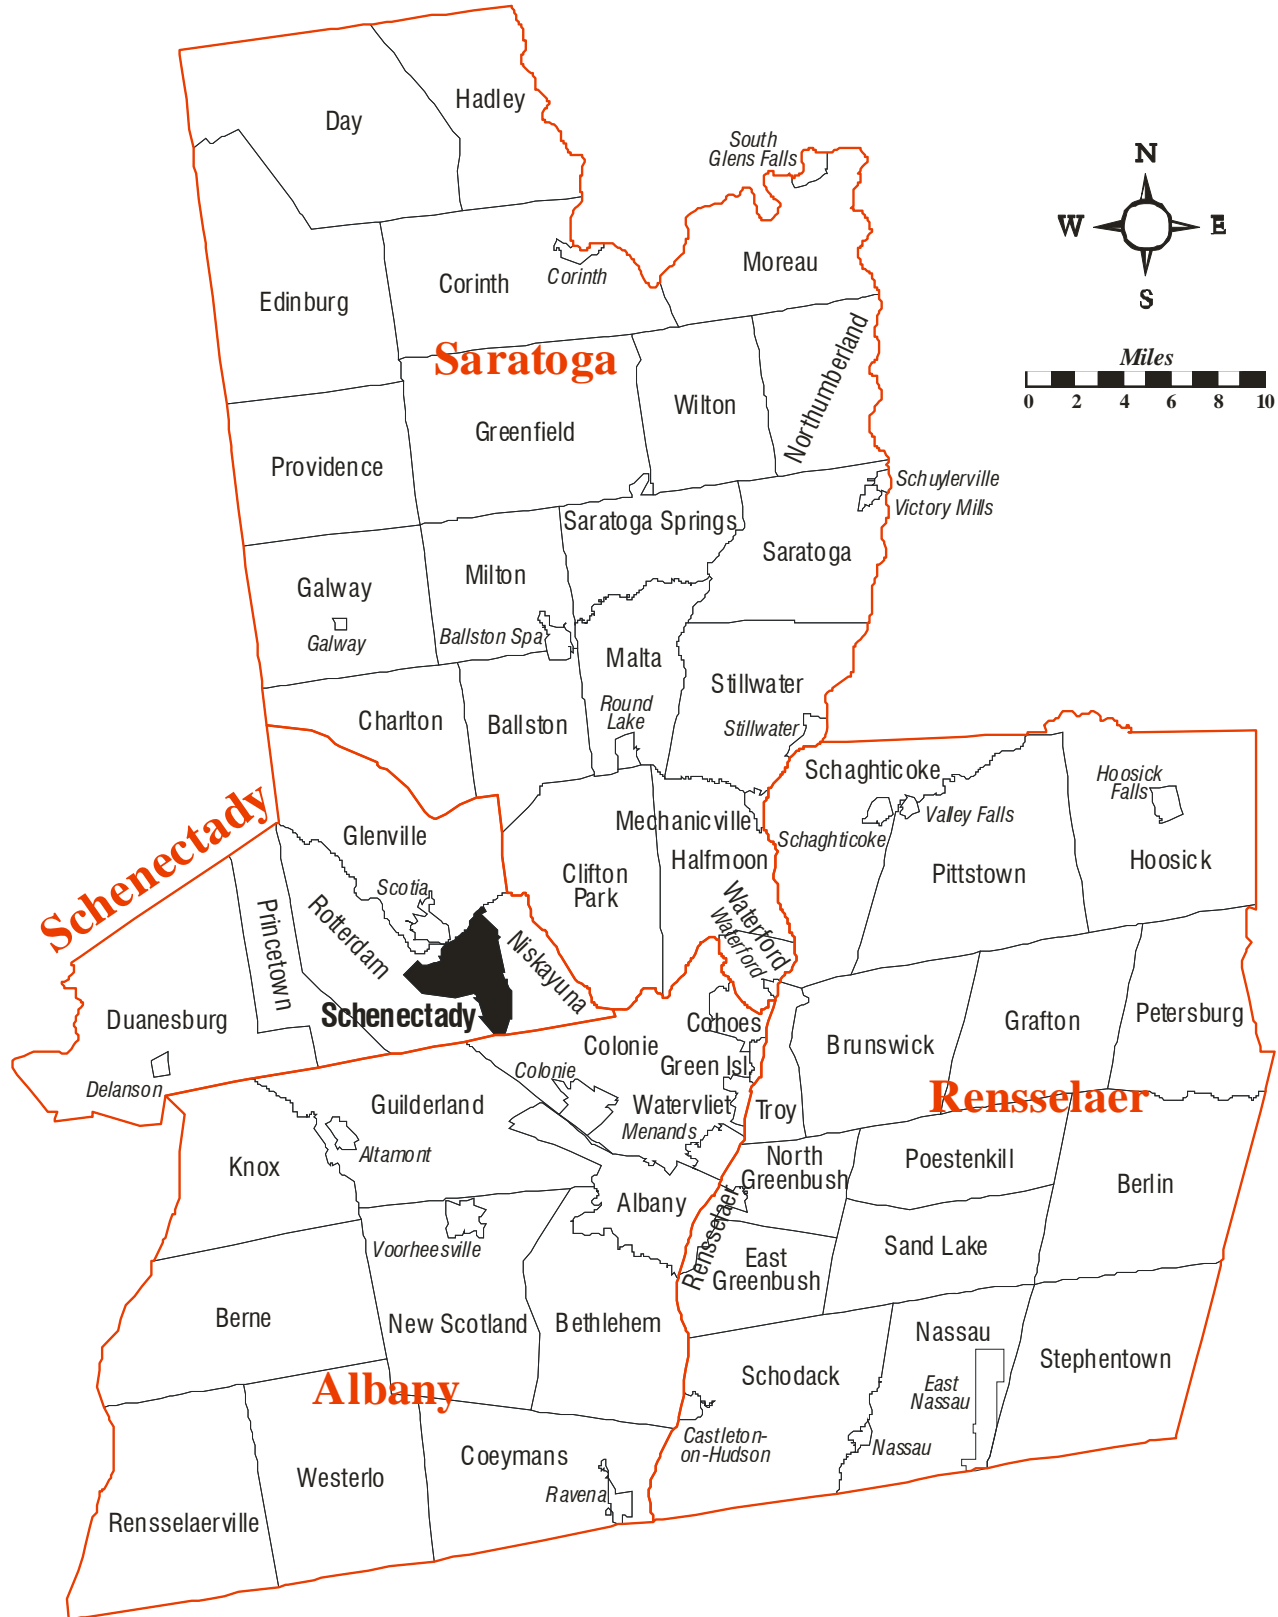 Hadley
Day
South
Glens Falls
N
W
E
S
Moreau
Corinth
Corinth
Edinburg
Northumberland
Miles
0 2 4 6 8 10
Saratoga
Wilton
Greenfield
Providence
Schuylerville
Victory Mills
Saratoga Springs
Saratoga
Milton
Galway
Galway
Ballston Spa
Malta
Stillwater
Round
Lake
Stillwater
Charlton
Ballston
Schaghticoke
Hoosick
Falls
Schenectady
Glenville
Mechanicville
Schaghticoke
Valley Falls
Halfmoon
Hoosick
Clifton
Park
Pittstown
Scotia
Waterford
Waterford
Princetown
Rotterdam
Niskayuna
Schenectady
Duanesburg
Cohoes
Grafton
Petersburg
Colonie
Brunswick
Green Isl.
Delanson
Colonie
Rensselaer
Guilderland
Watervliet
Troy
Menands
Altamont
Knox
North
Greenbush
Poestenkill
Berlin
Albany
Rensselaer
Voorheesville
Sand Lake
East
Greenbush
Berne
New Scotland
Bethlehem
Nassau
Stephentown
Schodack
Albany
East
Nassau
Castleton-
on-Hudson
Nassau
Coeymans
Westerlo
Ravena
Rensselaerville